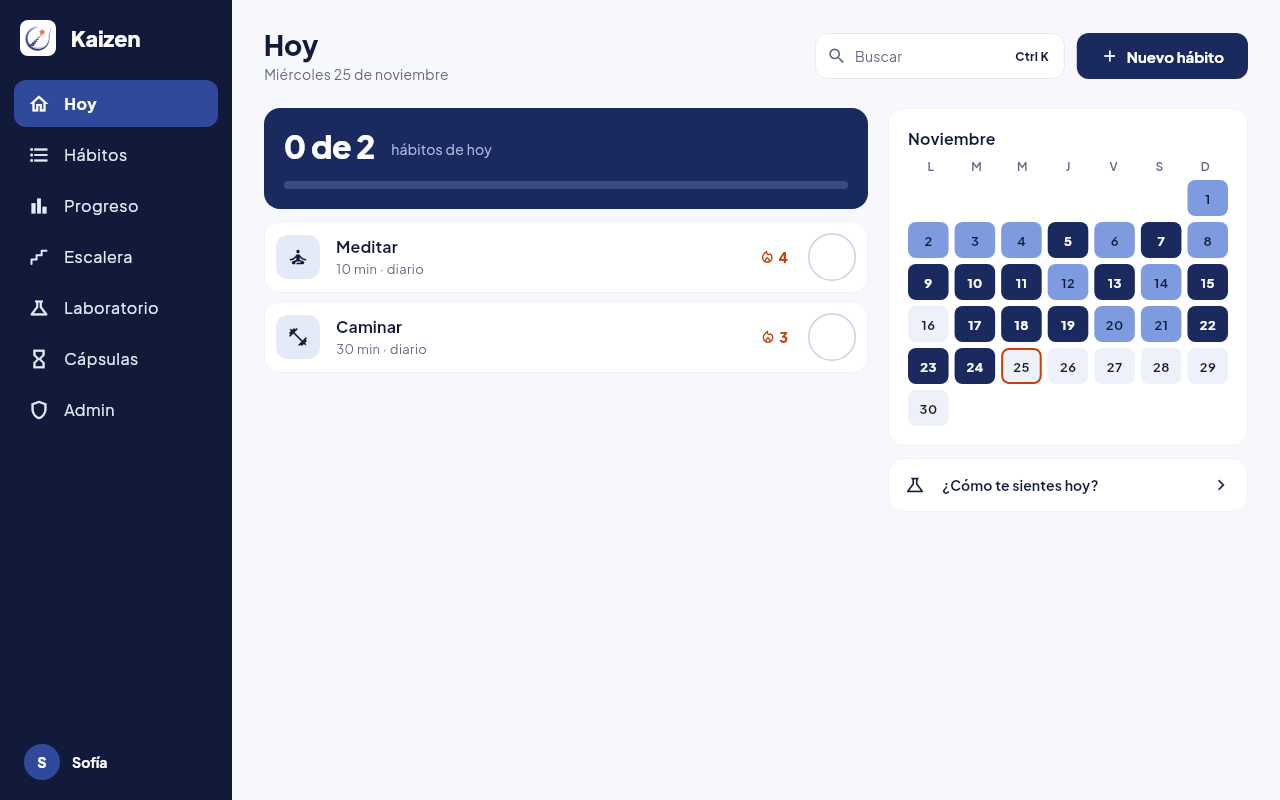 Kaizen
Hoy
Hábitos
Progreso
Escalera
Laboratorio
Cápsulas
Admin
S
Sofía
Hoy
Miércoles 25 de noviembre
Buscar
Ctrl K
Nuevo hábito
0 de 2 hábitos de hoy
Meditar
10 min · diario
4
Caminar
30 min · diario
3
Noviembre
L M M J V S D
1
2 3 4 5 6 7 8
9 10 11 12 13 14 15
16 17 18 19 20 21 22
23 24 25 26 27 28 29
30
¿Cómo te sientes hoy?